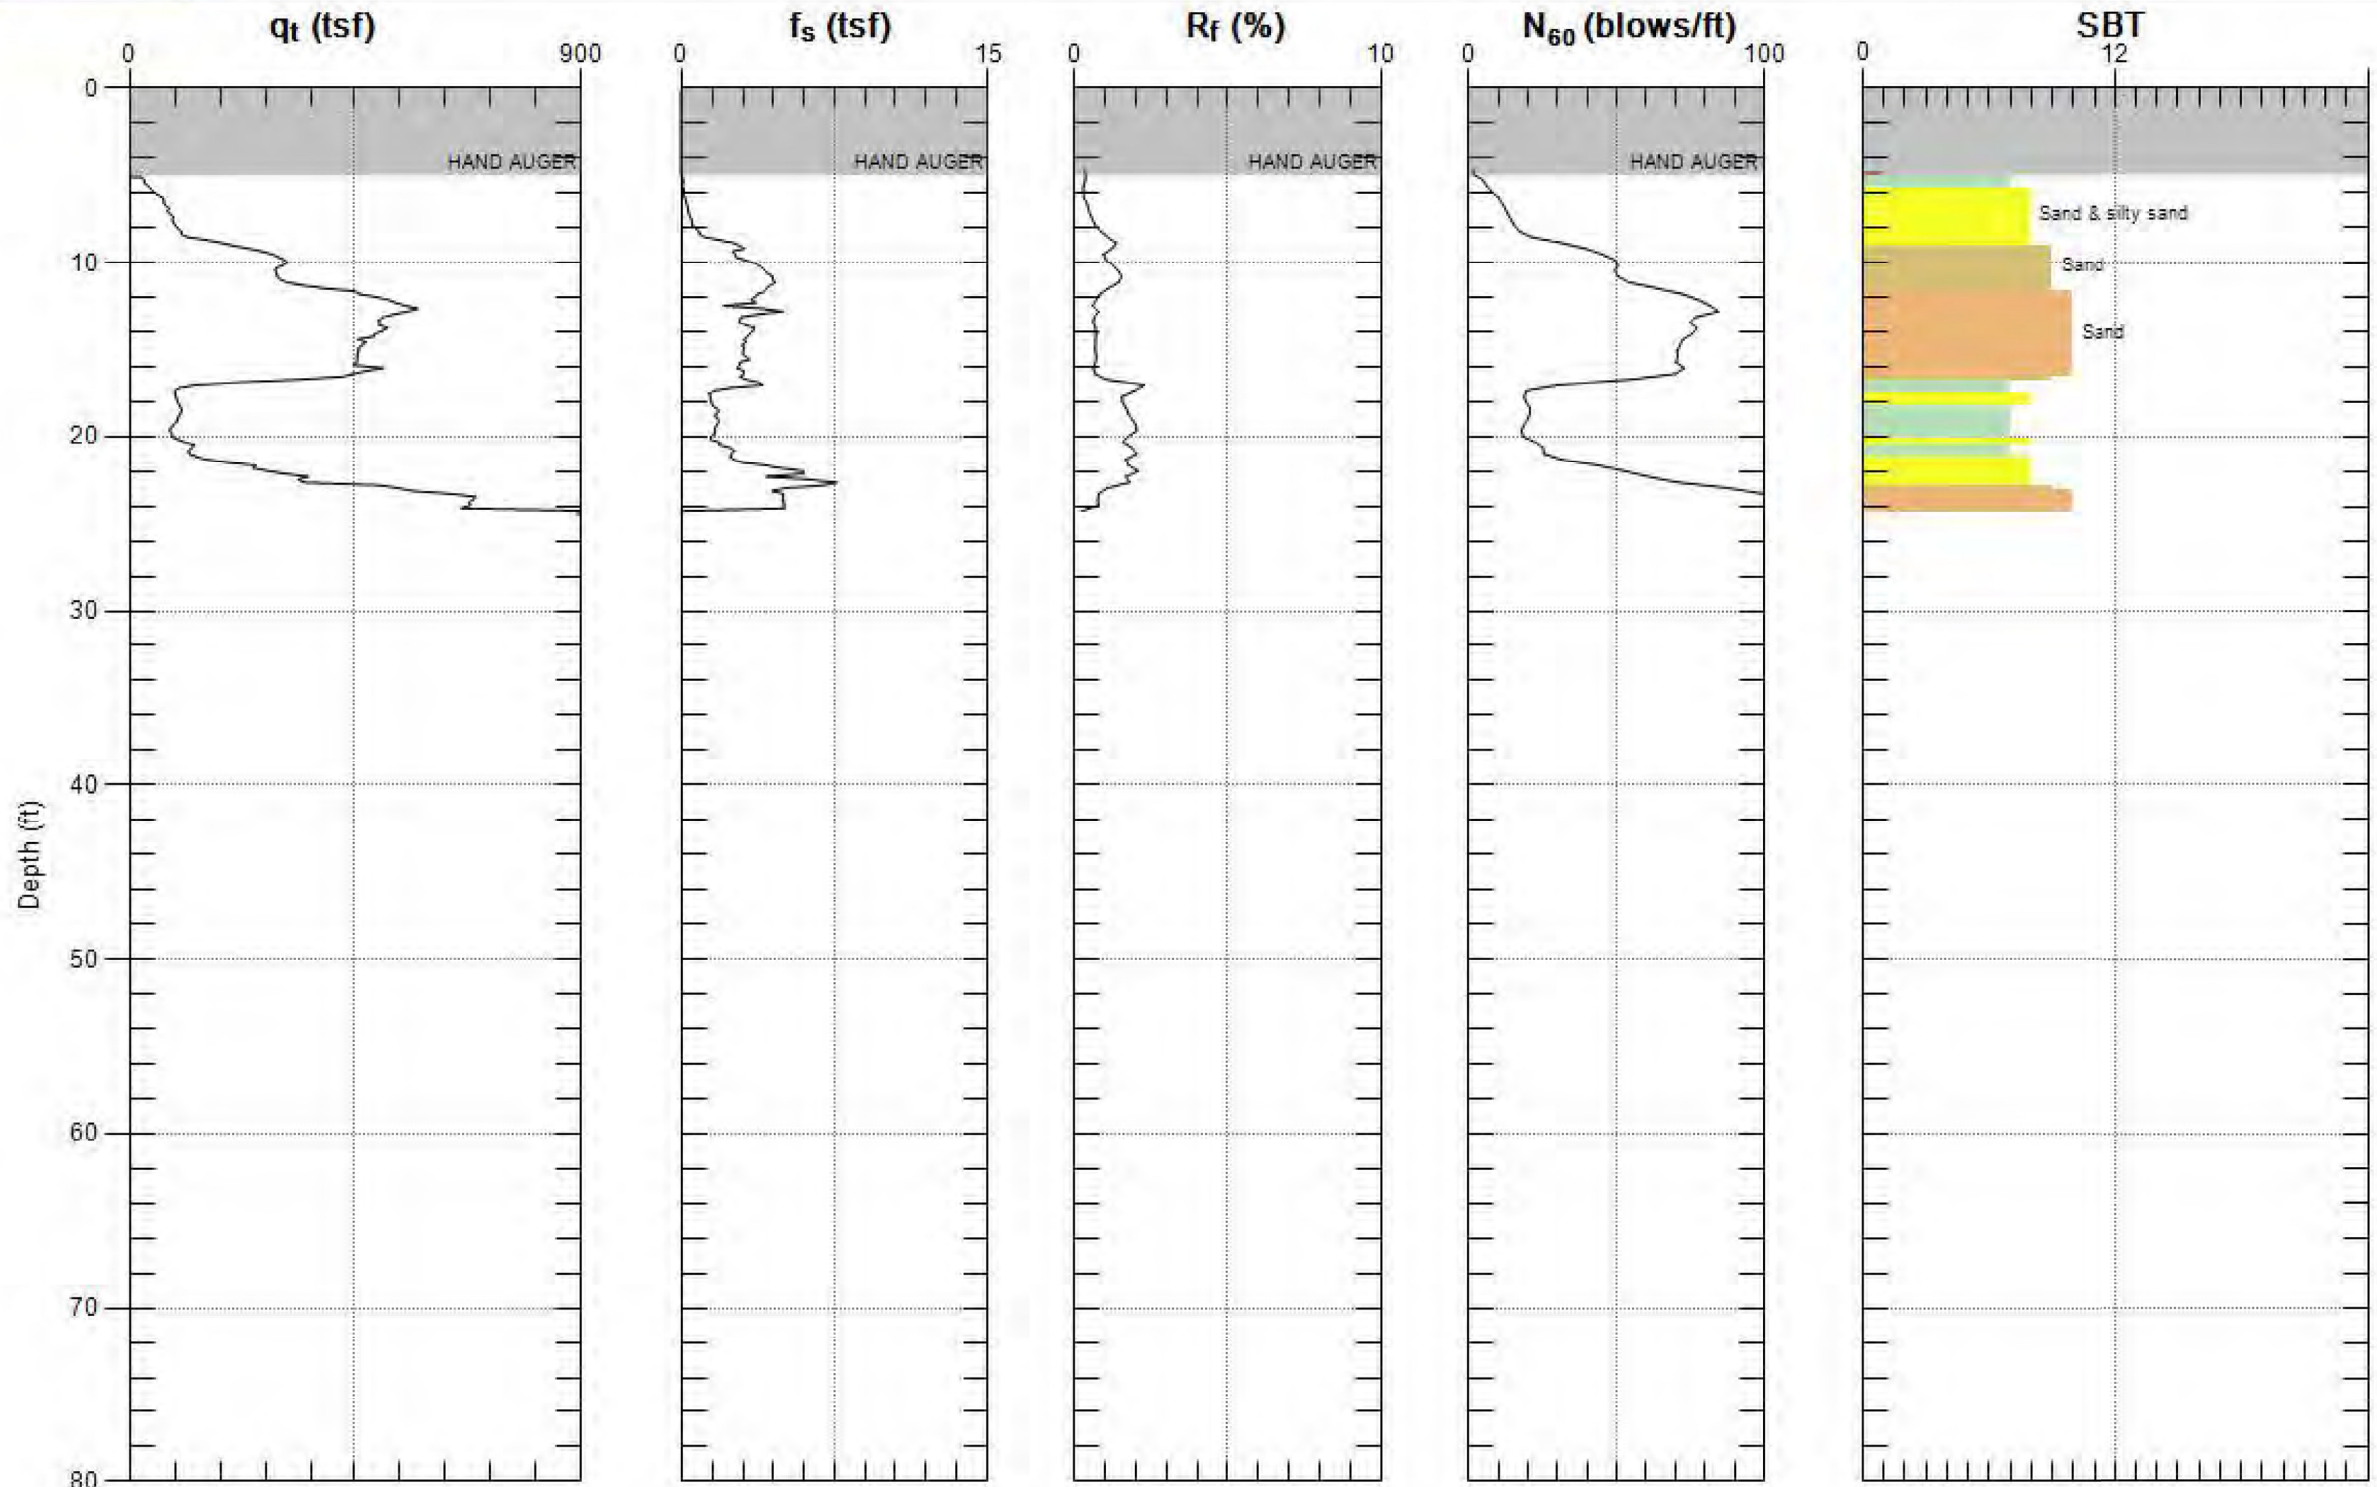 qt (tsf) fs (tsf) Rf (%) N60 (blows/ft) SBT
0 900 0 15 0 10 0 100 0 12
0
HAND AUGER HAND AUGER HAND AUGER HAND AUGER
Sand & silty sand
10
Sand
Sand
20
30
40
Depth (ft)
50
60
70
80